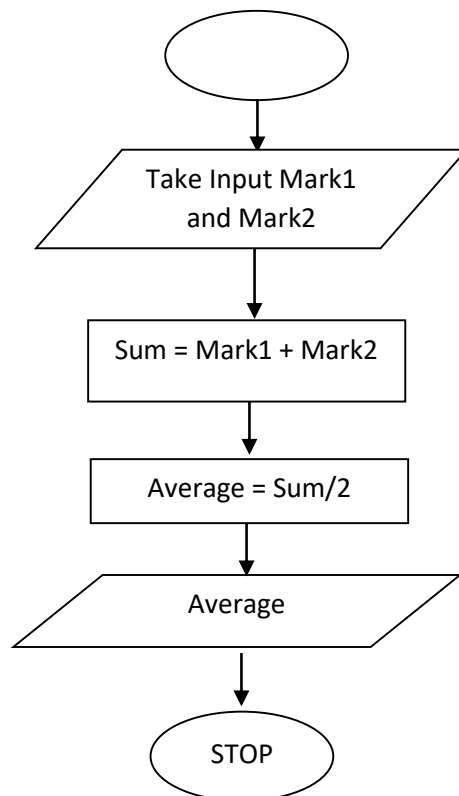 Take Input Mark1
and Mark2
Sum = Mark1 + Mark2
Average = Sum/2
Average
STOP